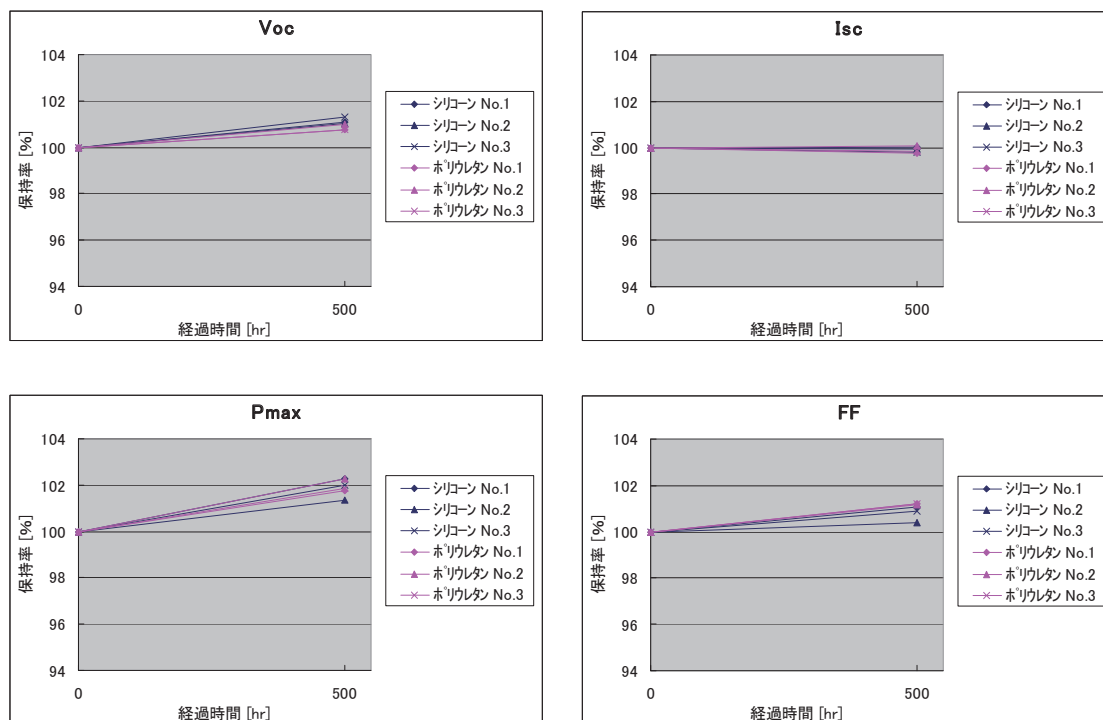 Voc
104
102
100
98
96
94
保持率 [%]
0
500
経過時間 [hr]
シリコーン No.1
シリコーン No.2
シリコーン No.3
ポリウレタン No.1
ポリウレタン No.2
ポリウレタン No.3
Isc
104
102
100
98
96
94
保持率 [%]
0
500
経過時間 [hr]
シリコーン No.1
シリコーン No.2
シリコーン No.3
ポリウレタン No.1
ポリウレタン No.2
ポリウレタン No.3
Pmax
104
102
100
98
96
94
保持率 [%]
0
500
経過時間 [hr]
シリコーン No.1
シリコーン No.2
シリコーン No.3
ポリウレタン No.1
ポリウレタン No.2
ポリウレタン No.3
FF
104
102
100
98
96
94
保持率 [%]
0
500
経過時間 [hr]
シリコーン No.1
シリコーン No.2
シリコーン No.3
ポリウレタン No.1
ポリウレタン No.2
ポリウレタン No.3